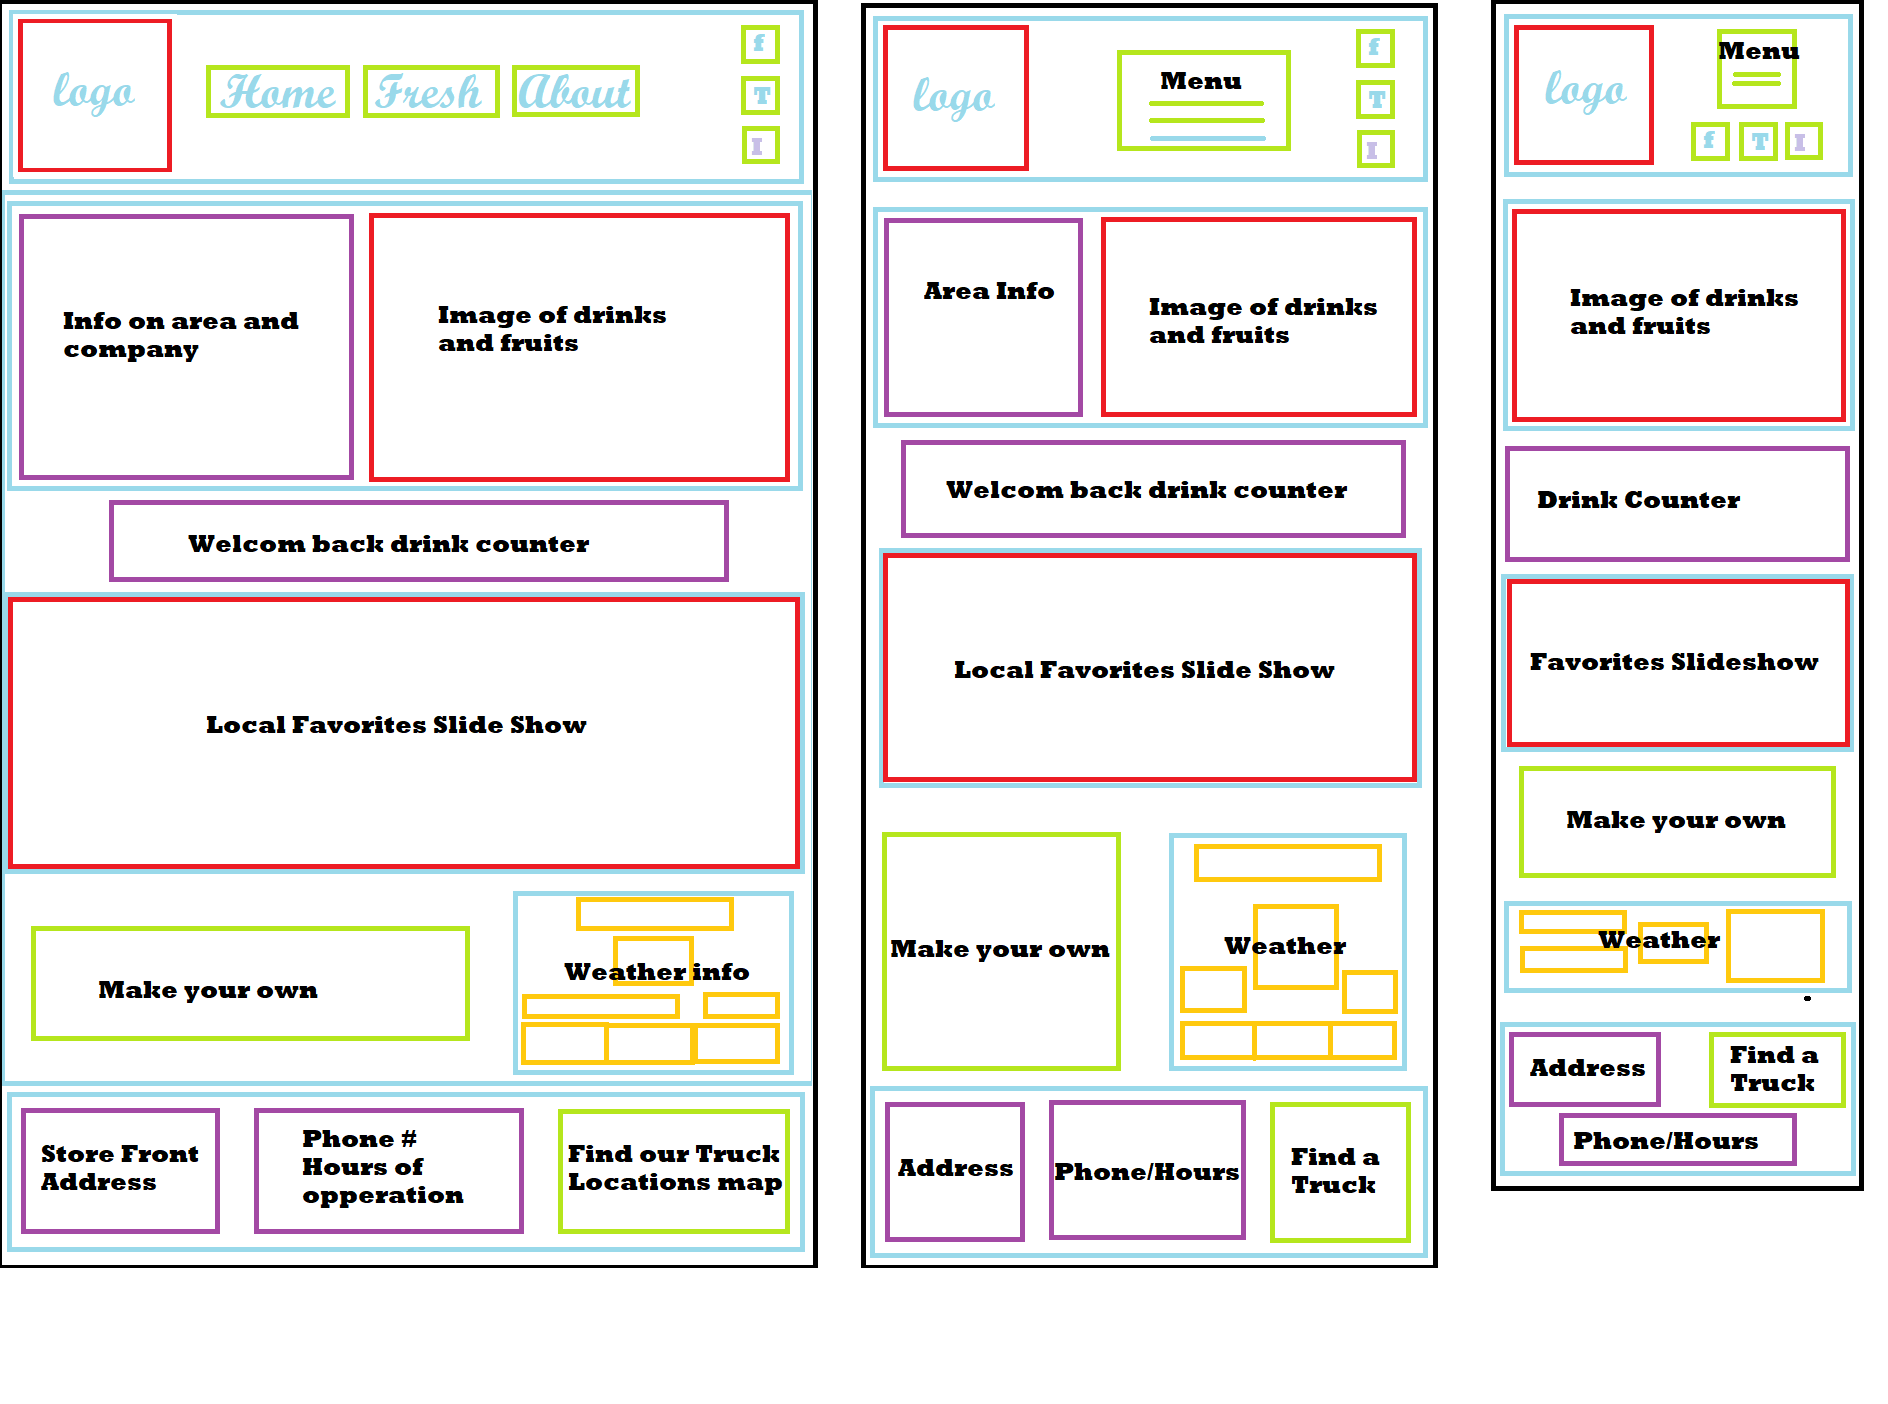 logo
Home Fresh About
f
T
I
Info on area and
company
Image of drinks
and fruits
Welcom back drink counter
Local Favorites Slide Show
Make your own
Weather info
Store Front
Address
Phone #
Hours of
opperation
Find our Truck
Locations map
logo
Menu
f
T
I
Area Info
Image of drinks
and fruits
Welcom back drink counter
Local Favorites Slide Show
Make your own
Weather
Address
Phone/Hours
Find a
Truck
logo
Menu
f T I
Image of drinks
and fruits
Drink Counter
Favorites Slideshow
Make your own
Weather
Address
Find a
Truck
Phone/Hours